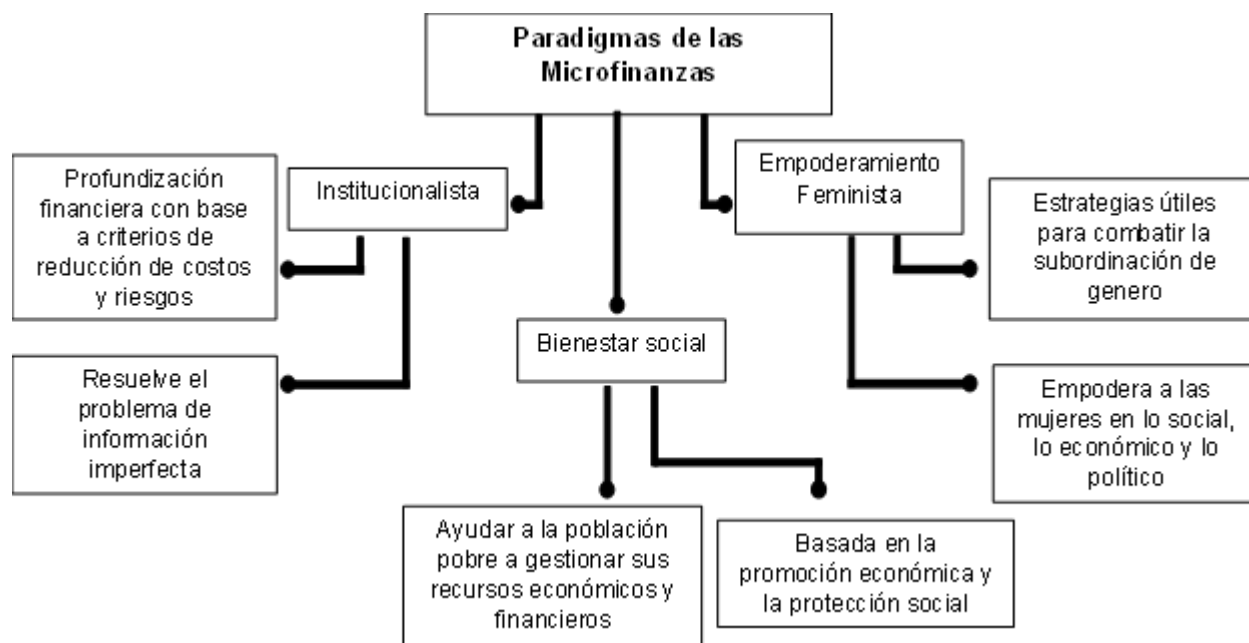 Paradigmas de las
Microfinanzas
Institucionalista
Profundización
financiera con base
a criterios de
reducción de costos
y riesgos
Resuelve el
problema de
información
imperfecta
Bienestar social
Ayudar a la población
pobre a gestionar sus
recursos económicos y
financieros
Basada en la
promoción económica y
la protección social
Empoderamiento
Feminista
Estrategias útiles
para combatir la
subordinación de
genero
Empodera a las
mujeres en lo social,
lo económico y lo
político